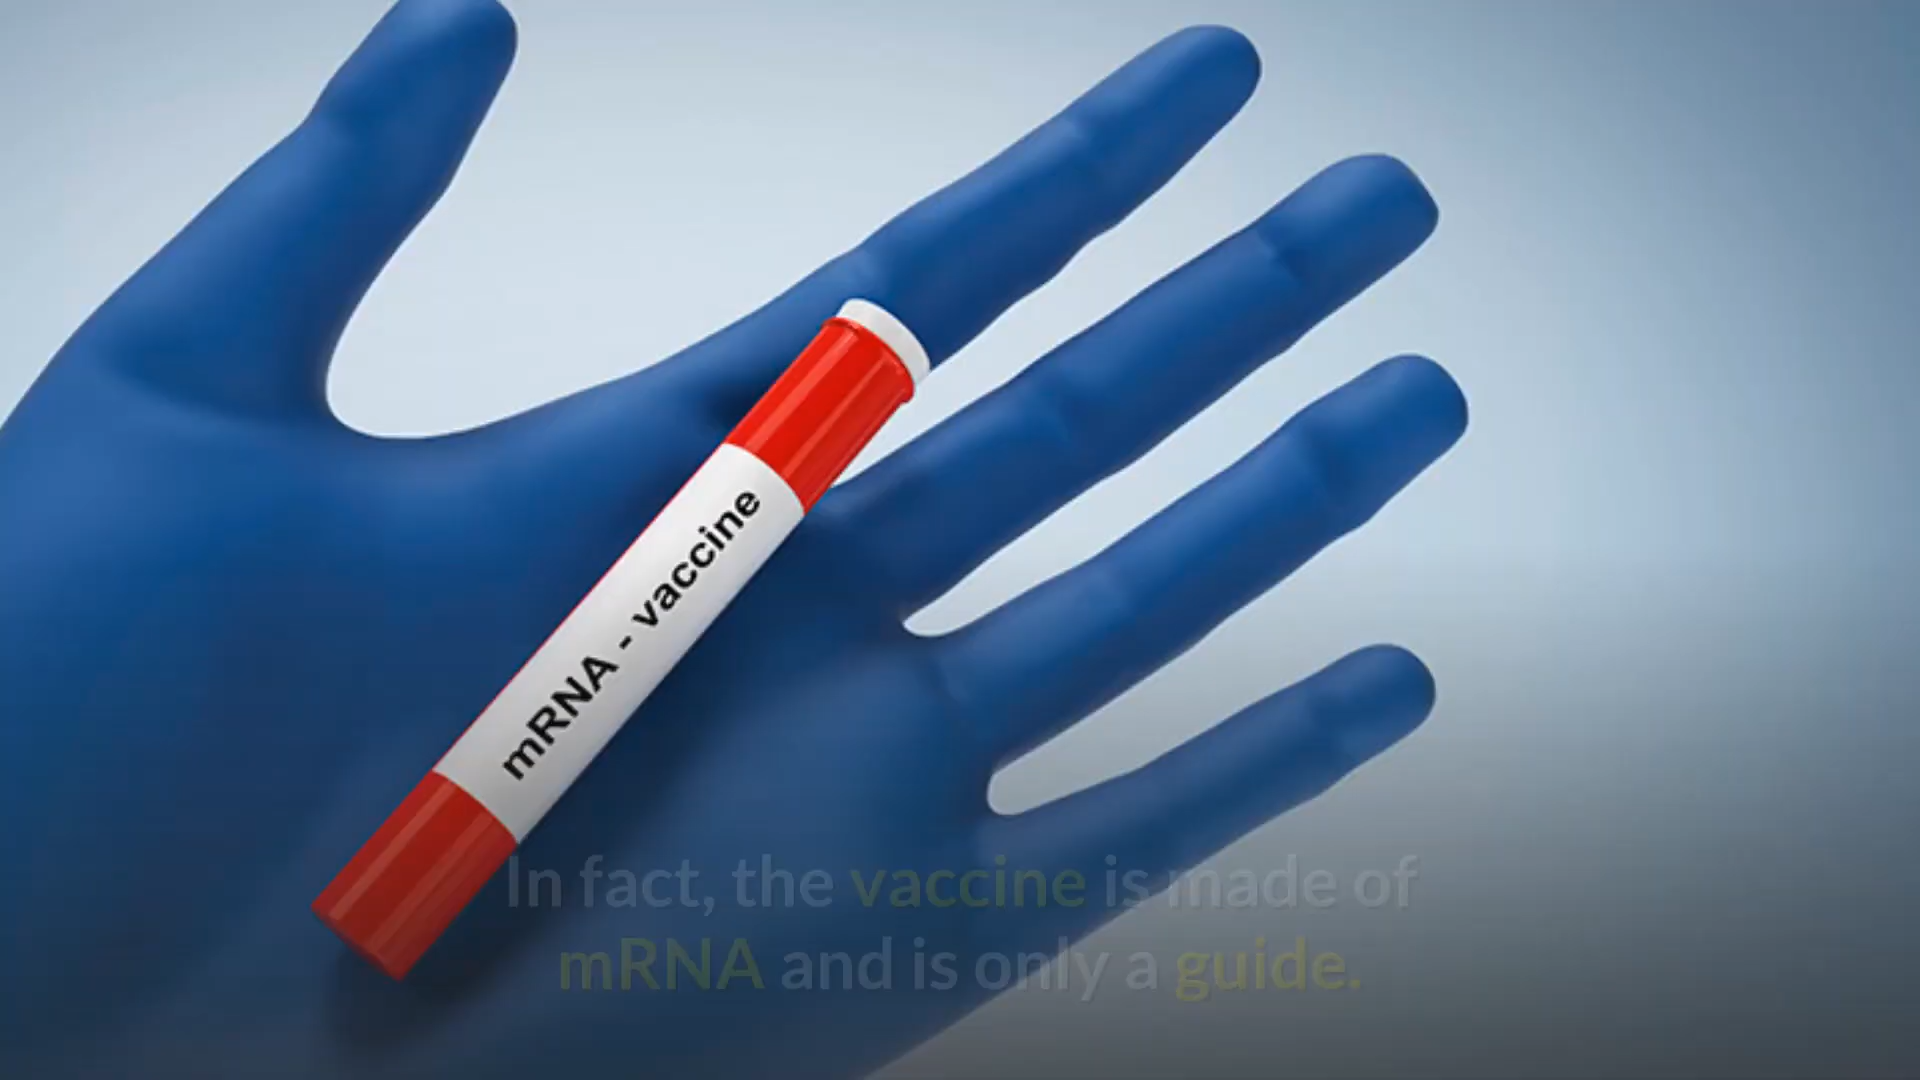 mRNA - vaccine
In fact, the vaccine is made of
mRNA and is only a guide.